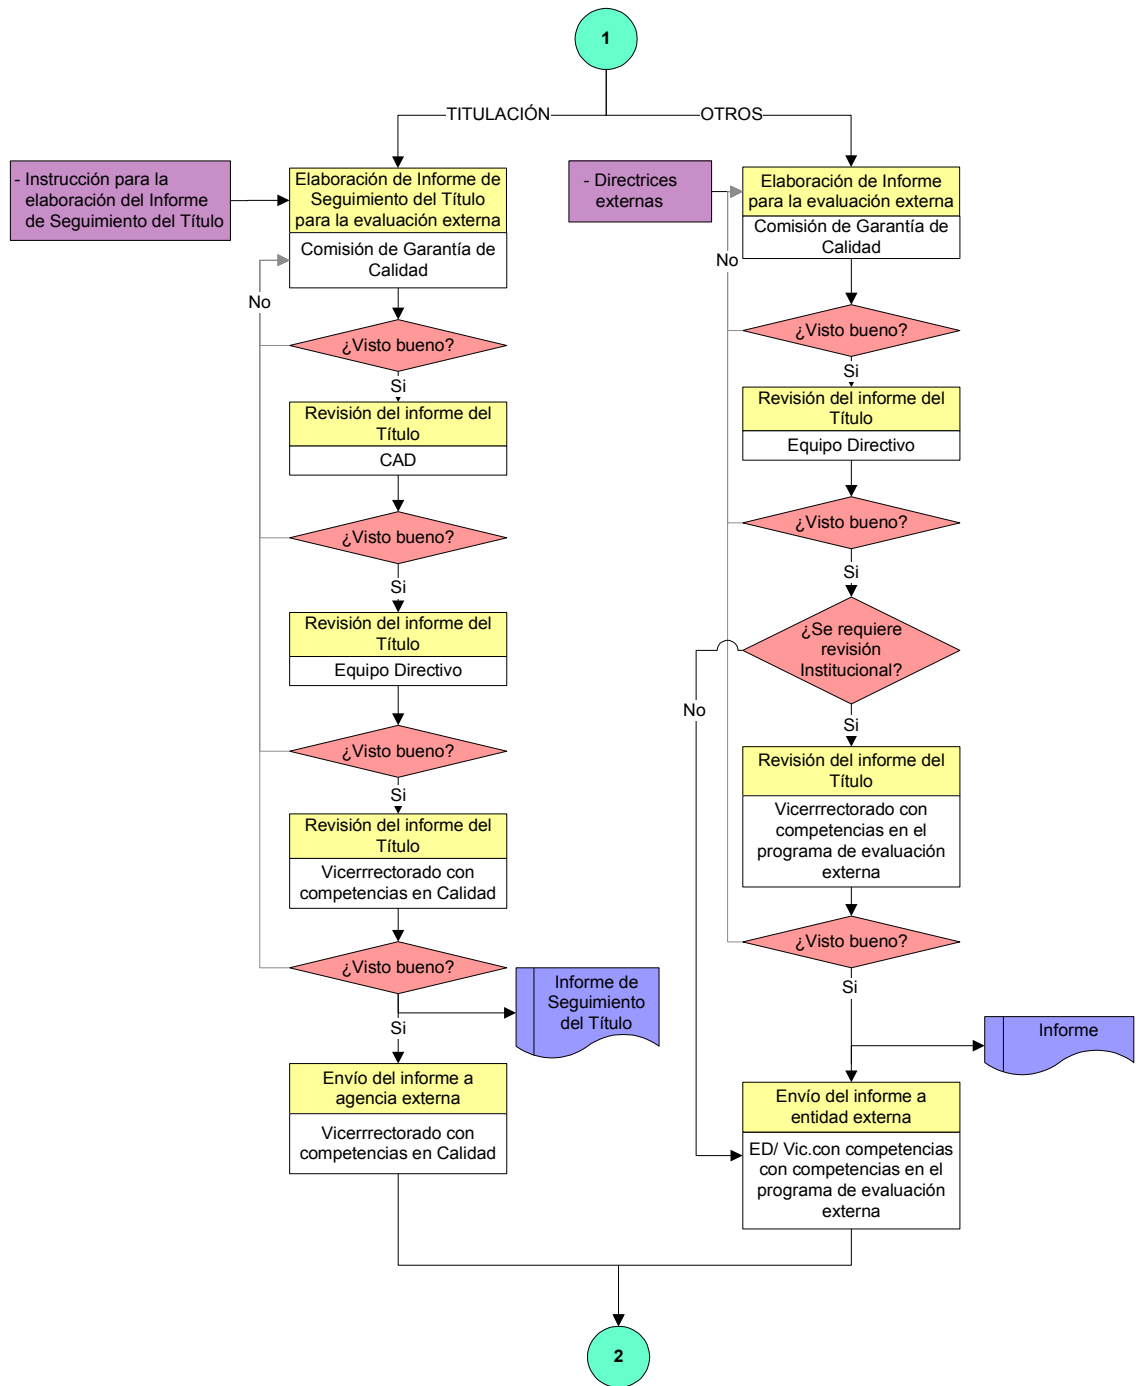 1
TITULACIÓN
OTROS
- Instrucción para la
elaboración del Informe
de Seguimiento del Título
Elaboración de Informe de
Seguimiento del Título
para la evaluación externa
Comisión de Garantía de
Calidad
No
¿Visto bueno?
Si
Revisión del informe del
Título
CAD
¿Visto bueno?
Si
Revisión del informe del
Título
Equipo Directivo
¿Visto bueno?
Si
Revisión del informe del
Título
Vicerrrectorado con
competencias en Calidad
¿Visto bueno?
Informe de
Seguimiento
del Título
Si
Envío del informe a
agencia externa
Vicerrrectorado con
competencias en Calidad
- Directrices
externas
Elaboración de Informe
para la evaluación externa
Comisión de Garantía de
Calidad
No
¿Visto bueno?
Si
Revisión del informe del
Título
Equipo Directivo
¿Visto bueno?
Si
¿Se requiere
revisión
Institucional?
No
Si
Revisión del informe del
Título
Vicerrrectorado con
competencias en el
programa de evaluación
externa
¿Visto bueno?
Si
Informe
Envío del informe a
entidad externa
ED/ Vic.con competencias
con competencias en el
programa de evaluación
externa
2